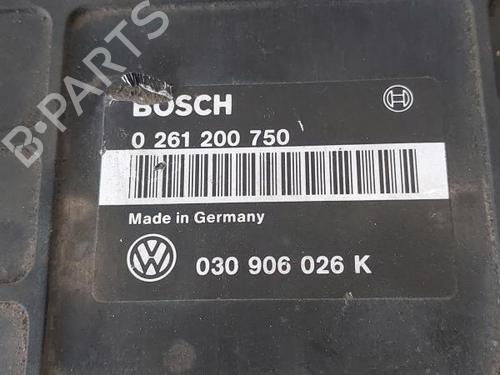 B-PARTS
BOSCH
0 261 200 750
Made in Germany
030 906 026 K